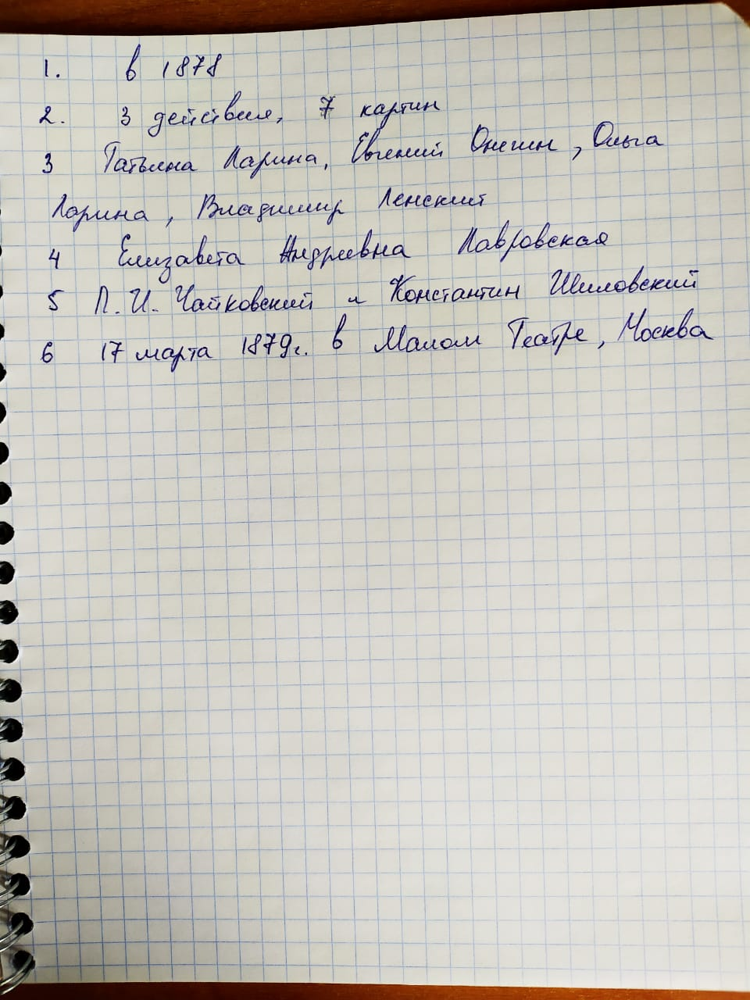 1. в 1878
2. 3 действия, 7 картин
3 Татьяна Ларина, Евгений Онегин, Ольга
Ларина, Владимир Ленский
4 Елизавета Андреевна Лавровская
5 П. И. Чайковский и Константин Шиловский
6 17 марта 1879г. в Малом Театре, Москва